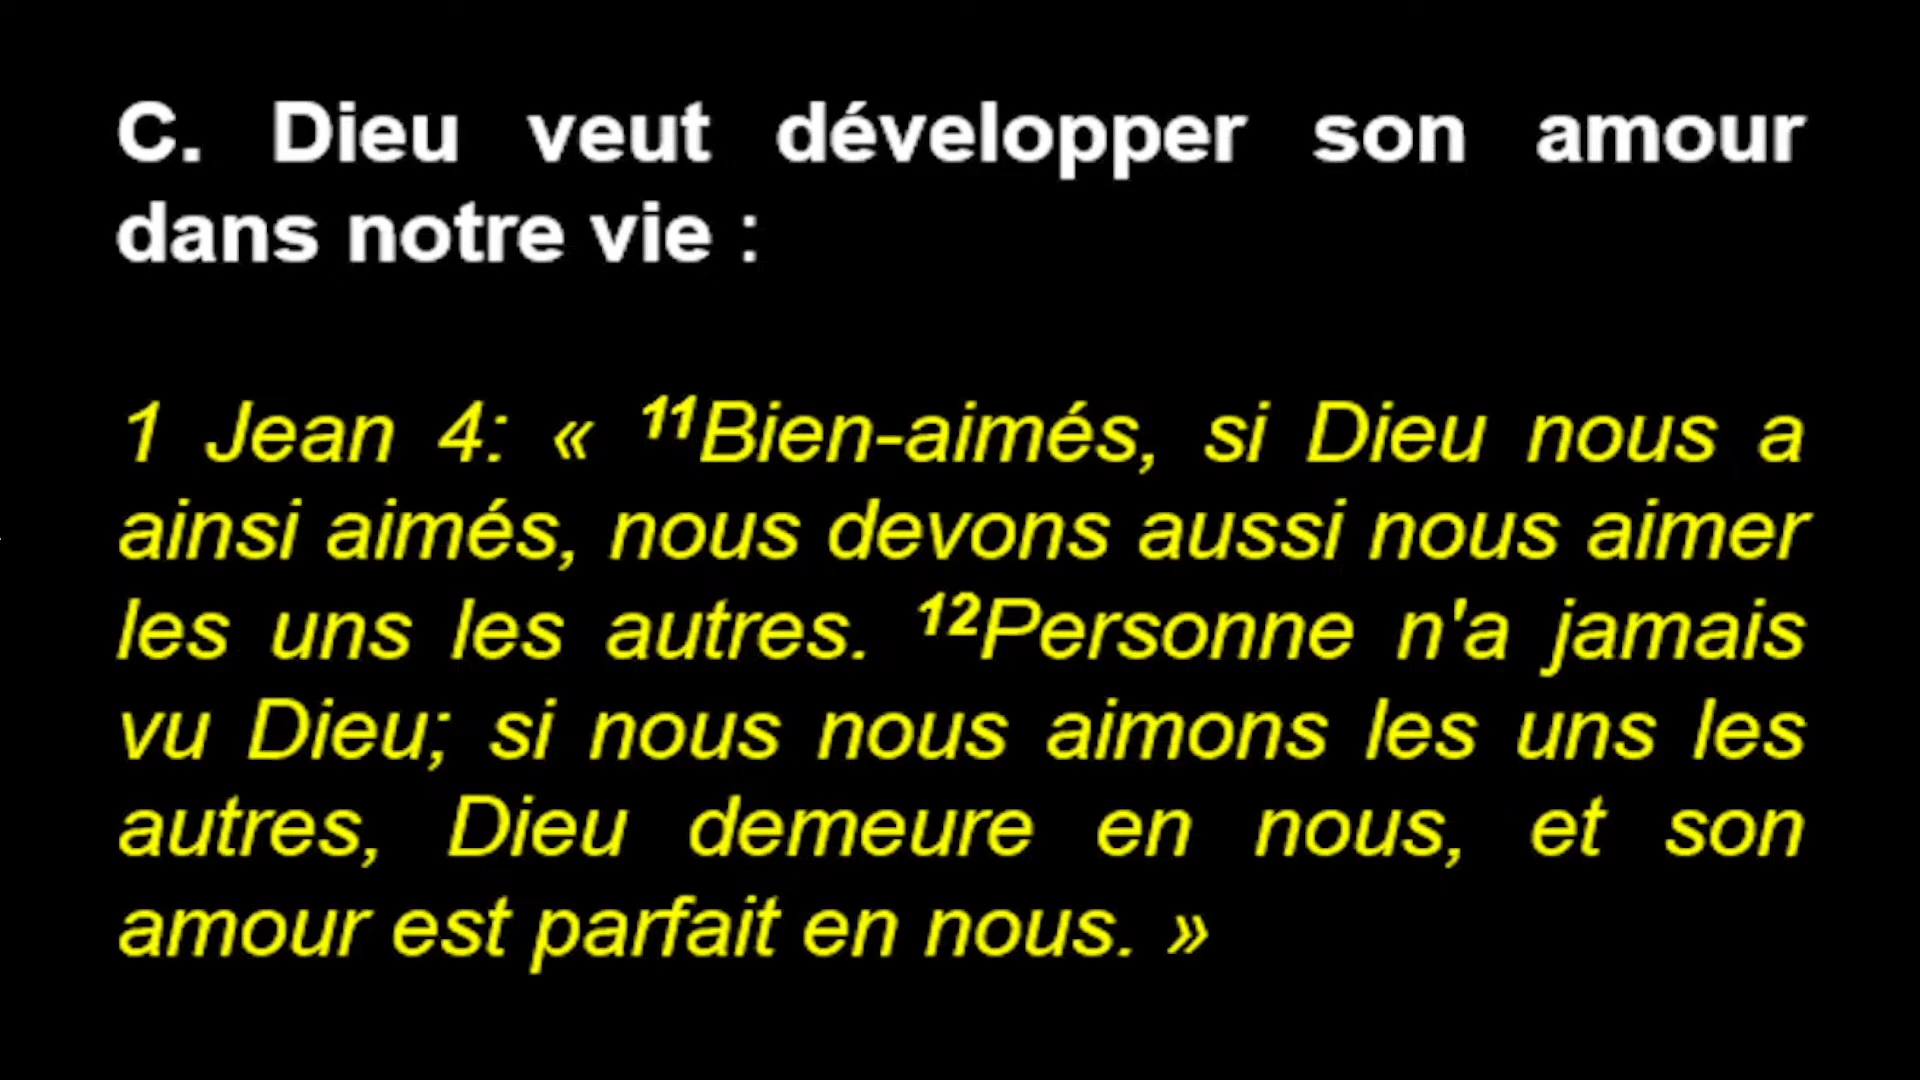 C. Dieu veut développer son amour
dans notre vie :
1 Jean 4: « ¹¹Bien-aimés, si Dieu nous a
ainsi aimés, nous devons aussi nous aimer
les uns les autres. ¹²Personne n'a jamais
vu Dieu; si nous nous aimons les uns les
autres, Dieu demeure en nous, et son
amour est parfait en nous. »